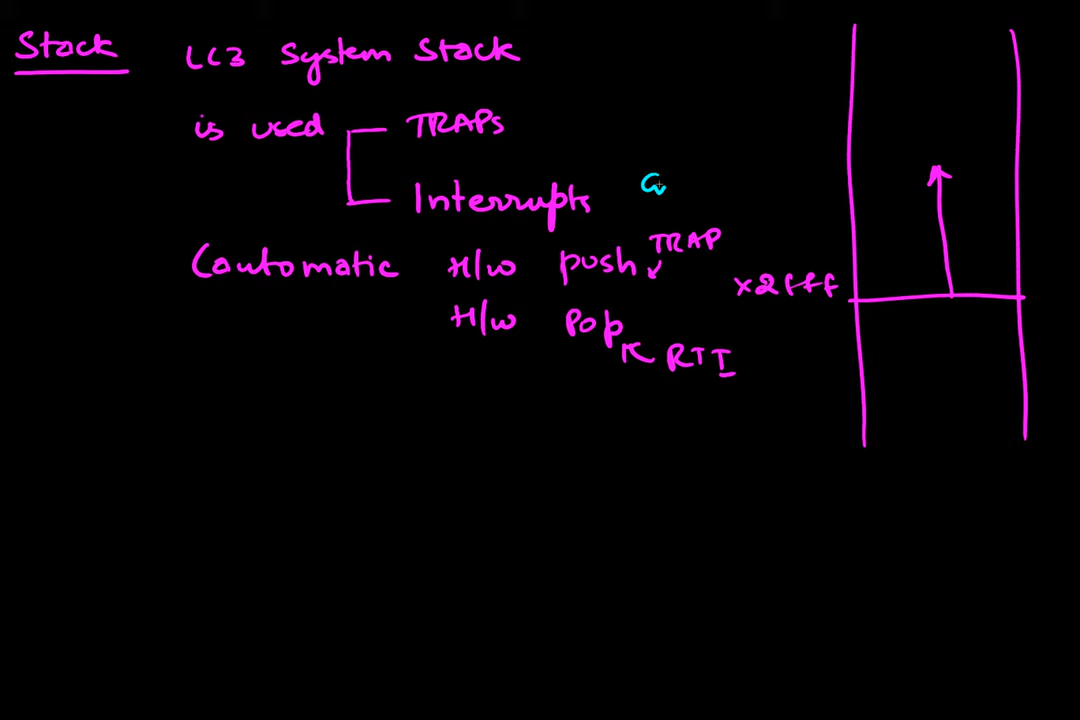 Stack LC3 System Stack
is used TRAPs
Interrupts
(automatic H/w push TRAP
x2fff
H/w Pop
RTI